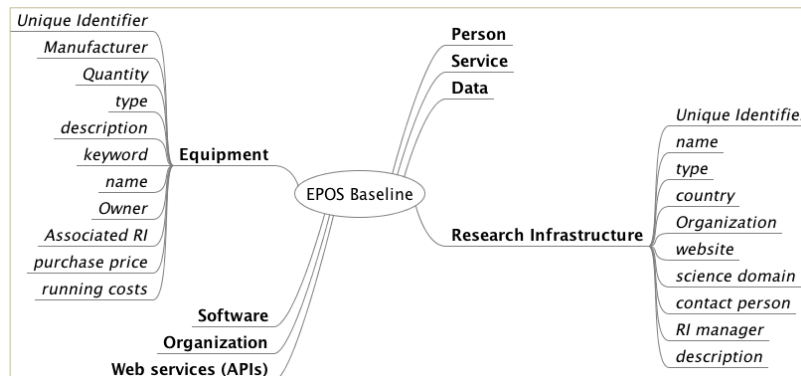 Unique Identifier
Manufacturer
Quantity
type
description
keyword
name
Owner
Associated RI
purchase price
running costs
Equipment
Software
Organization
Web services (APIs)
EPOS Baseline
Person
Service
Data
Research Infrastructure
Unique Identifier
name
type
country
Organization
website
science domain
contact person
RI manager
description